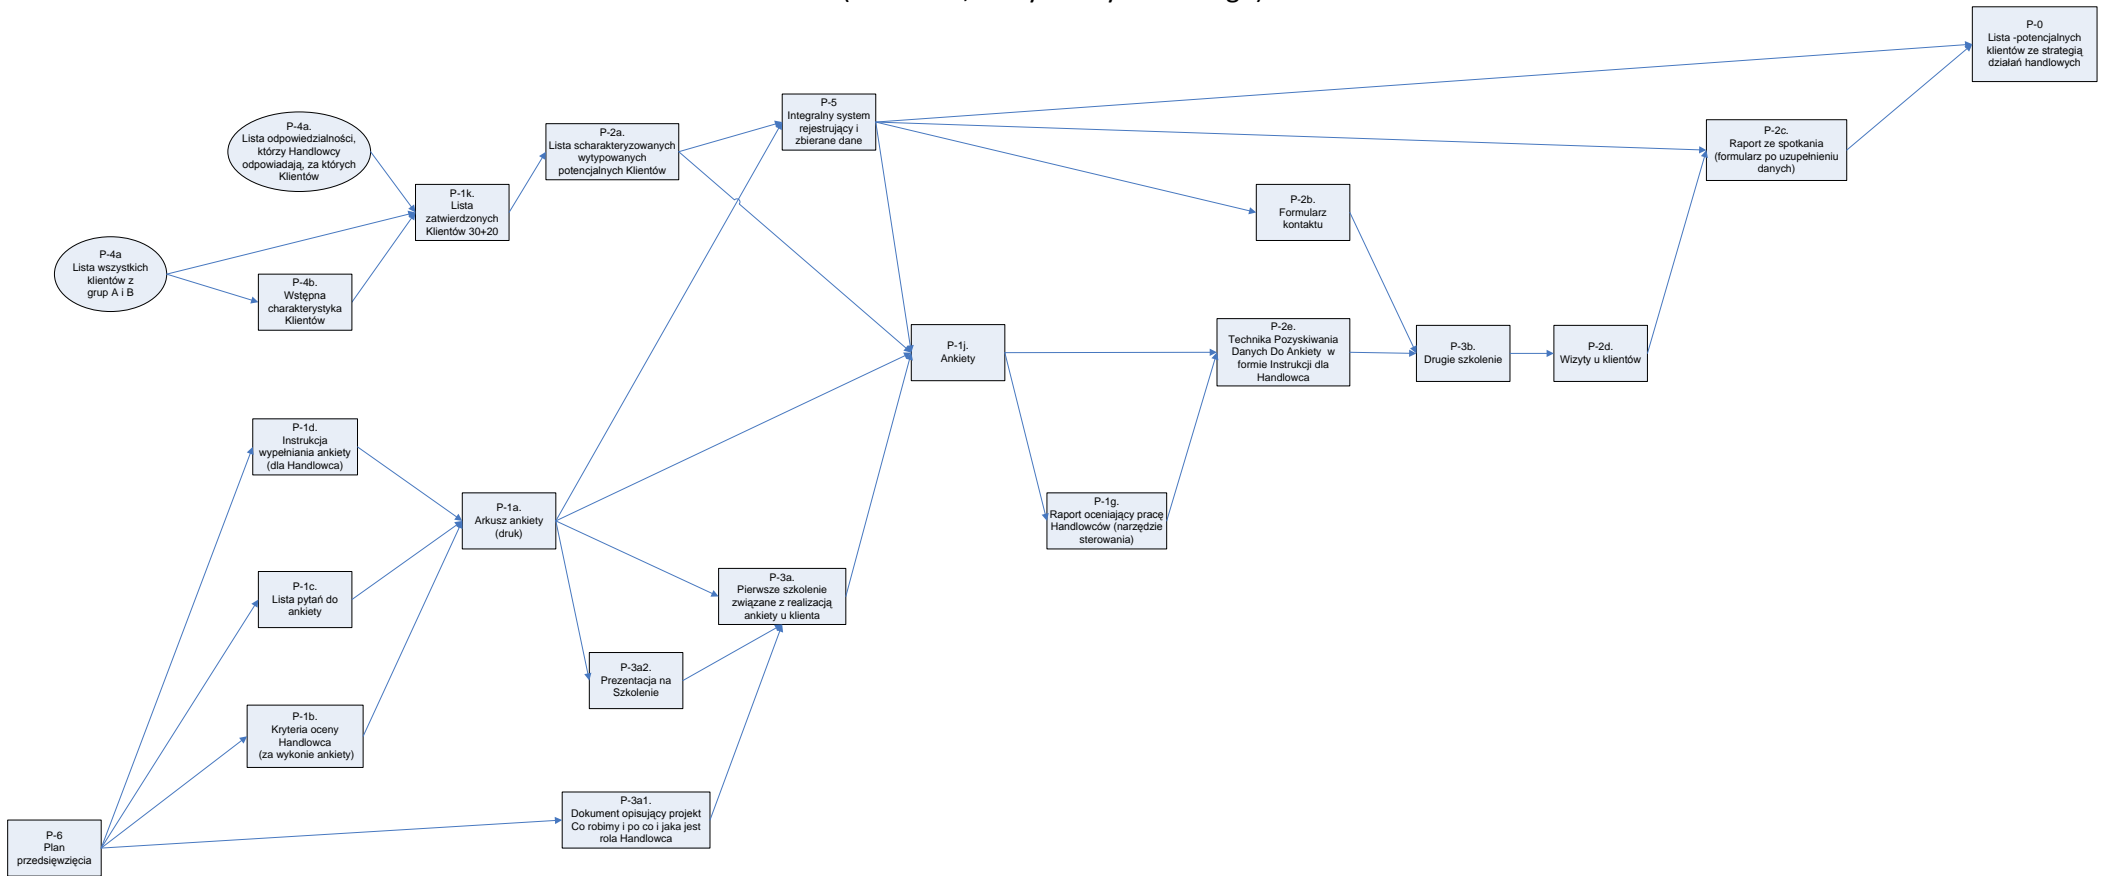 P-0
Lista -potencjalnych
klientów ze strategią
działań handlowych
P-5
Integralny system
rejestrujący i
zbierane dane
P-4a.
Lista odpowiedzialności,
którzy Handlowcy
odpowiadają, za których
Klientów
P-2a.
Lista scharakteryzowanych
wytypowanych
potencjalnych Klientów
P-2c.
Raport ze spotkania
(formularz po uzupełnieniu
danych)
P-1k.
Lista
zatwierdzonych
Klientów 30+20
P-2b.
Formularz
kontaktu
P-4a
Lista wszystkich
klientów z
grup A i B
P-4b.
Wstępna
charakterystyka
Klientów
P-1j.
Ankiety
P-2e.
Technika Pozyskiwania
Danych Do Ankiety w
formie Instrukcji dla
Handlowca
P-3b.
Drugie szkolenie
P-2d.
Wizyty u klientów
P-1d.
Instrukcja
wypełniania ankiety
(dla Handlowca)
P-1a.
Arkusz ankiety
(druk)
P-1g.
Raport oceniający pracę
Handlowców (narzędzie
sterowania)
P-1c.
Lista pytań do
ankiety
P-3a.
Pierwsze szkolenie
związane z realizacją
ankiety u klienta
P-3a2.
Prezentacja na
Szkolenie
P-1b.
Kryteria oceny
Handlowca
(za wykonie ankiety)
P-3a1.
Dokument opisujący projekt
Co robimy i po co i jaka jest
rola Handlowca
P-6
Plan
przedsięwzięcia